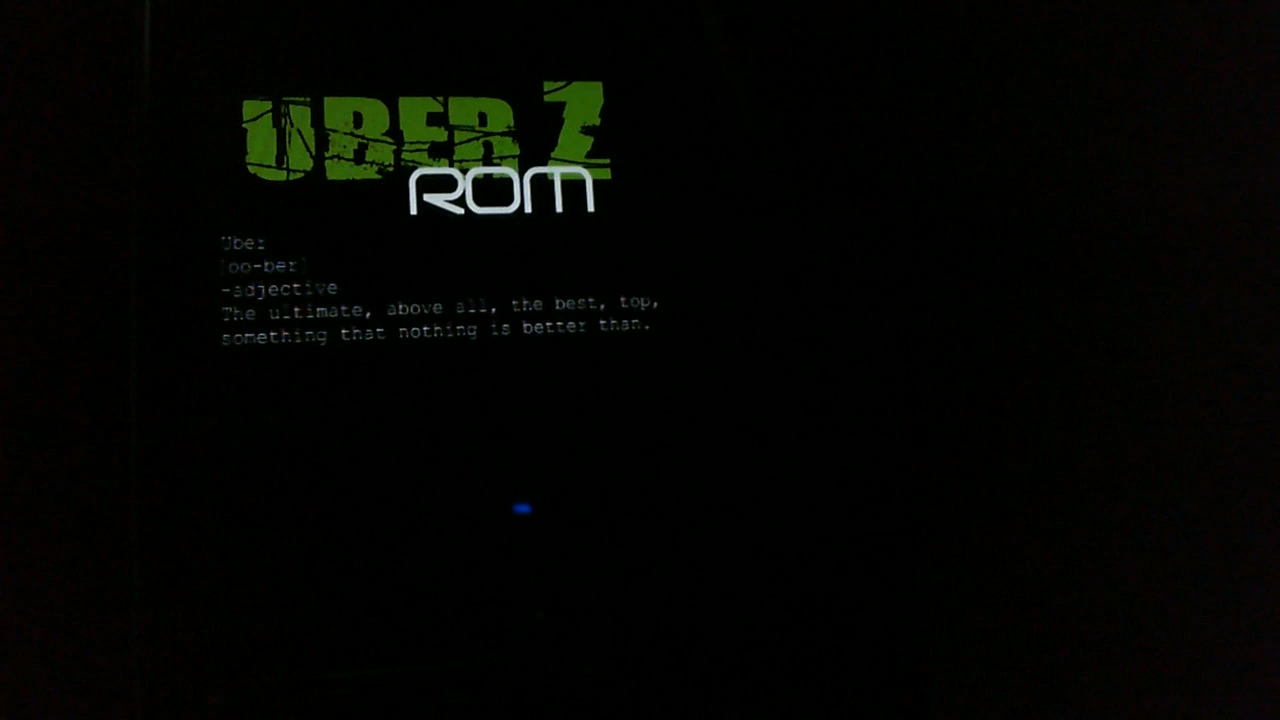 UBER Z
ROM
Uber
[oo-ber]
-adjective
The ultimate, above all, the best, top,
something that nothing is better than.